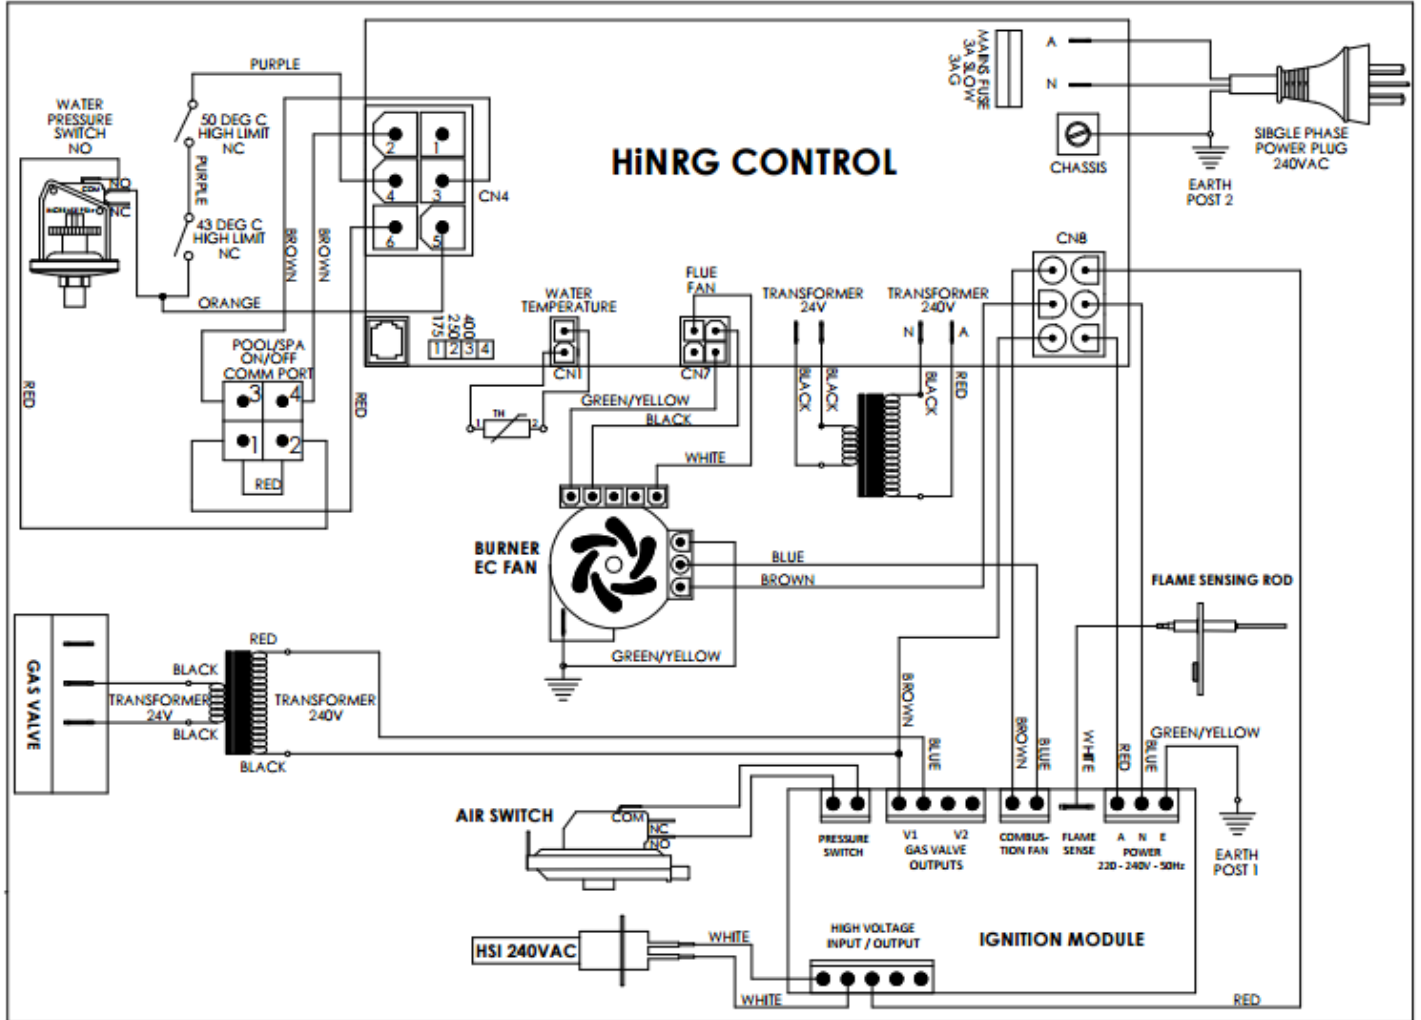 HiNRG CONTROL
MAINS FUSE
3A SLOW
3AG
A
N
CHASSIS
EARTH
POST 2
SIBGLE PHASE
POWER PLUG
240VAC
PURPLE
WATER
PRESSURE
SWITCH
NO
50 DEG C
HIGH LIMIT
NC
PURPLE
43 DEG C
HIGH LIMIT
NC
COM
NO
NC
BROWN
BROWN
ORANGE
RED
RED
2
1
4
3
6
5
CN4
175
250
400
1 2 3 4
POOL/SPA
ON/OFF
COMM PORT
3
4
1
2
RED
WATER
TEMPERATURE
CN1
1
TH
2
FLUE
FAN
CN7
GREEN/YELLOW
BLACK
WHITE
TRANSFORMER
24V
BLACK
BLACK
TRANSFORMER
240V
N
A
BLACK
RED
CN8
BURNER
EC FAN
BLUE
BROWN
GREEN/YELLOW
FLAME SENSING ROD
GAS VALVE
BLACK
TRANSFORMER
24V
BLACK
RED
TRANSFORMER
240V
BLACK
BROWN
BLUE
BROWN
BLUE
WHITE
RED
BLUE
GREEN/YELLOW
EARTH
POST 1
AIR SWITCH
COM
NC
NO
PRESSURE
SWITCH
V1
V2
GAS VALVE
OUTPUTS
COMBUS-
TION FAN
FLAME
SENSE
A N E
POWER
220 - 240V - 50Hz
IGNITION MODULE
HIGH VOLTAGE
INPUT / OUTPUT
HSI 240VAC
WHITE
WHITE
RED